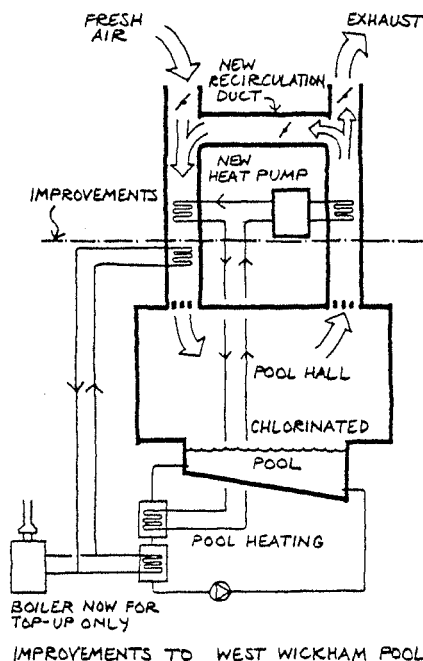 FRESH
AIR
EXHAUST
NEW
RECIRCULATION
DUCT
NEW
HEAT PUMP
IMPROVEMENTS
POOL HALL
CHLORINATED
POOL
POOL HEATING
BOILER NOW FOR
TOP-UP ONLY
IMPROVEMENTS TO WEST WICKHAM POOL